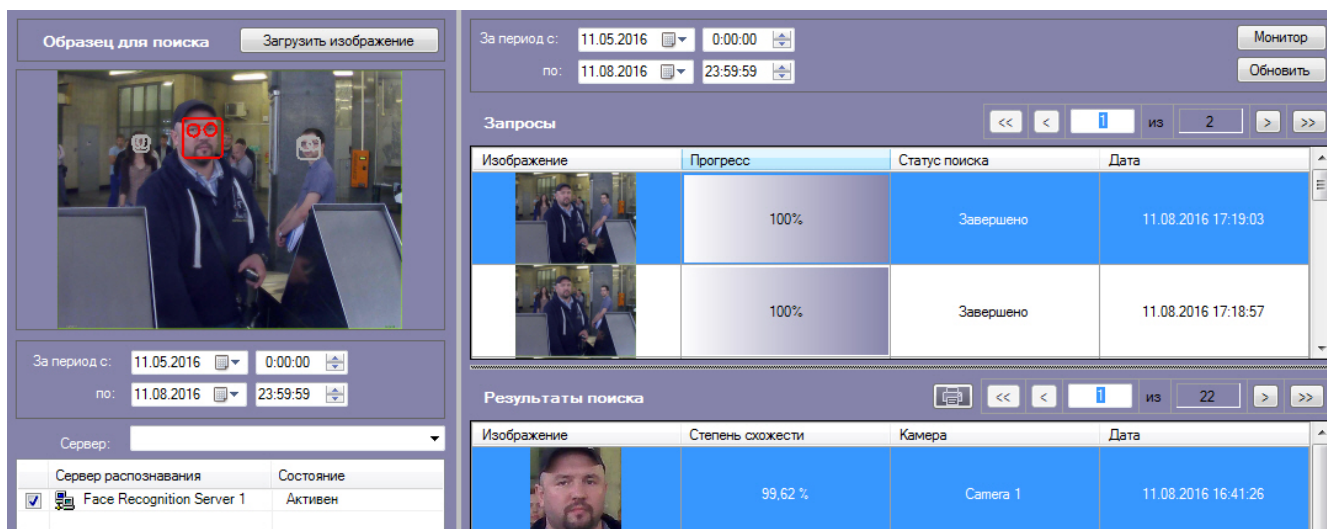 Образец для поиска
Загрузить изображение
За период с: 11.05.2016 0:00:00
по: 11.08.2016 23:59:59
Сервер:
Сервер распознавания Состояние
Face Recognition Server 1 Активен
За период с: 11.05.2016 0:00:00
по: 11.08.2016 23:59:59
Монитор
Обновить
Запросы
<< < 1 из 2 > >>
Изображение Прогресс Статус поиска Дата
100% Завершено 11.08.2016 17:19:03
100% Завершено 11.08.2016 17:18:57
Результаты поиска
<< < 1 из 22 > >>
Изображение Степень схожести Камера Дата
99,62 % Camera 1 11.08.2016 16:41:26